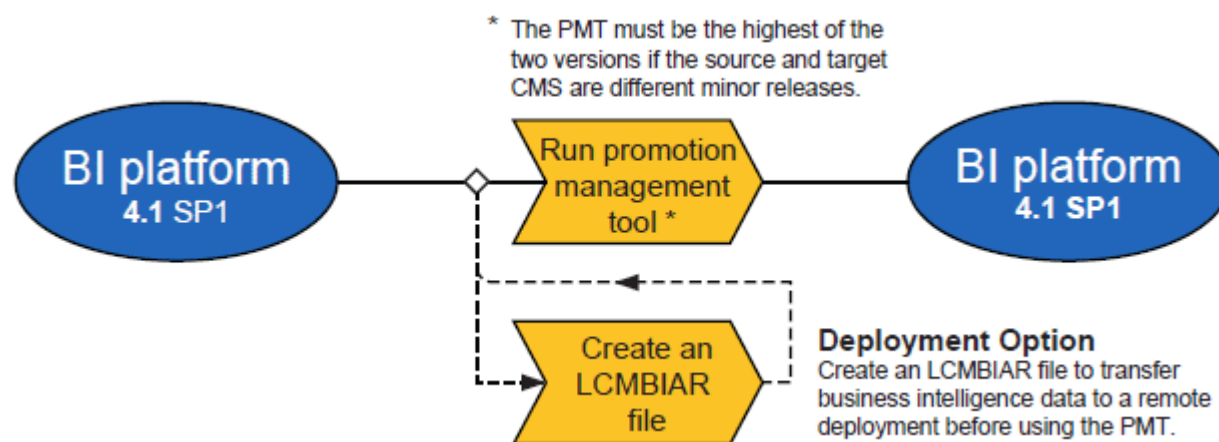 * The PMT must be the highest of the
two versions if the source and target
CMS are different minor releases.
BI platform
4.1 SP1
Run promotion
management
tool *
BI platform
4.1 SP1
Create an
LCMBIAR
file
Deployment Option
Create an LCMBIAR file to transfer
business intelligence data to a remote
deployment before using the PMT.